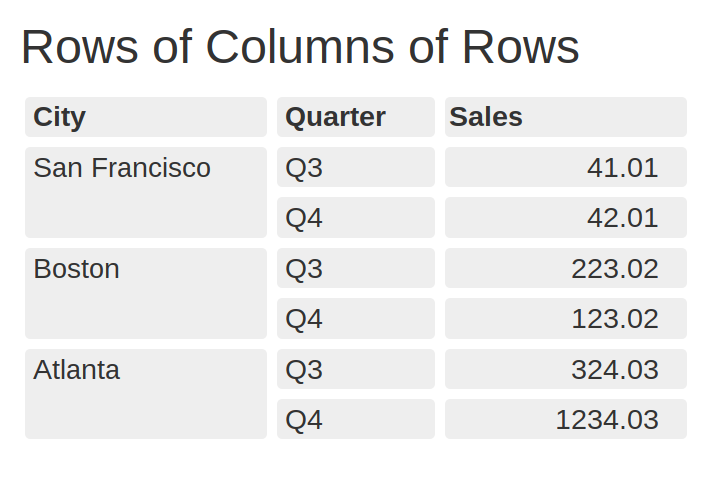 Rows of Columns of Rows
City Quarter Sales
San Francisco Q3 41.01
Q4 42.01
Boston Q3 223.02
Q4 123.02
Atlanta Q3 324.03
Q4 1234.03